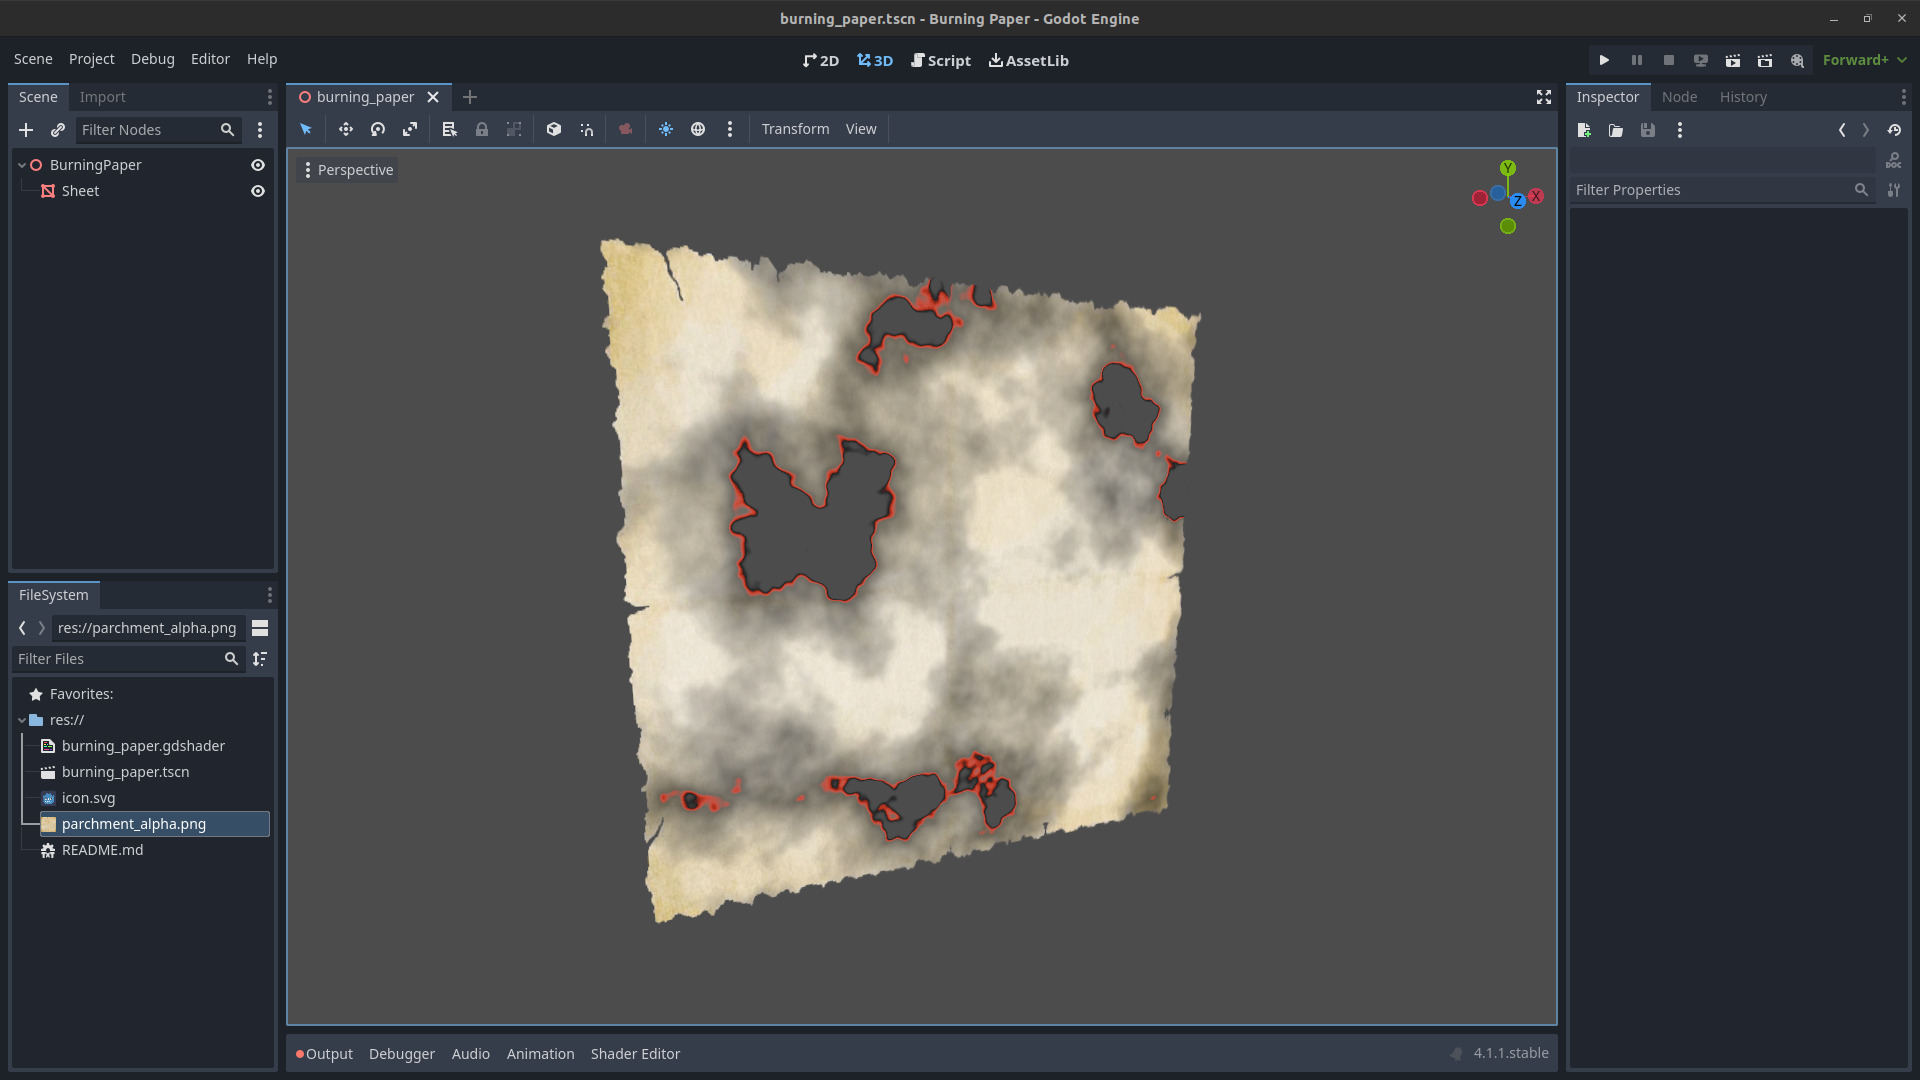 burning_paper.tscn - Burning Paper - Godot Engine
Scene Project Debug Editor Help
2D 3D Script AssetLib
Forward+
Scene Import
Filter Nodes
BurningPaper
Sheet
FileSystem
res://parchment_alpha.png
Filter Files
Favorites:
res://
burning_paper.gdshader
burning_paper.tscn
icon.svg
parchment_alpha.png
README.md
burning_paper
Transform View
Perspective
Y
Z X
Output Debugger Audio Animation Shader Editor
4.1.1.stable
Inspector Node History
DOC
Filter Properties